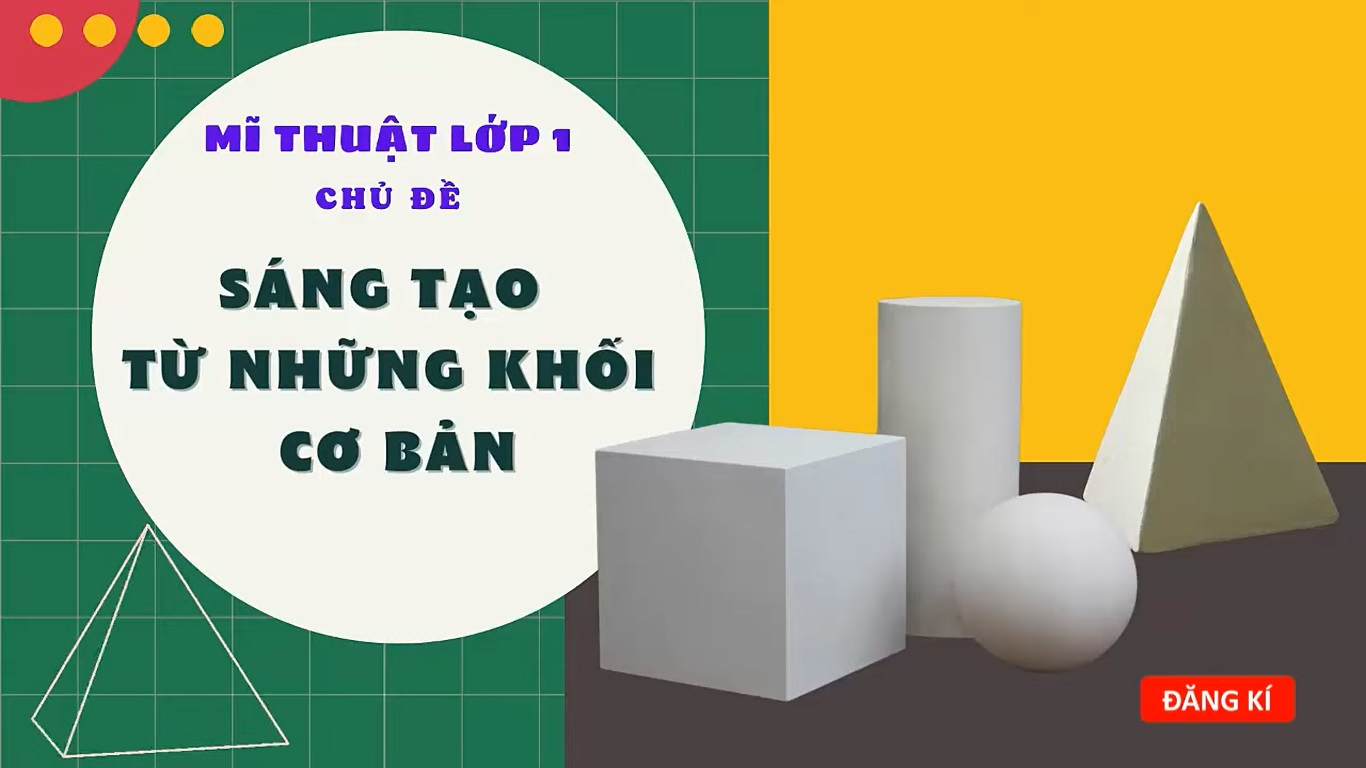 MĨ THUẬT LỚP 1
CHỦ ĐỀ
SÁNG TẠO
TỪ NHỮNG KHỐI
CƠ BẢN
ĐĂNG KÍ